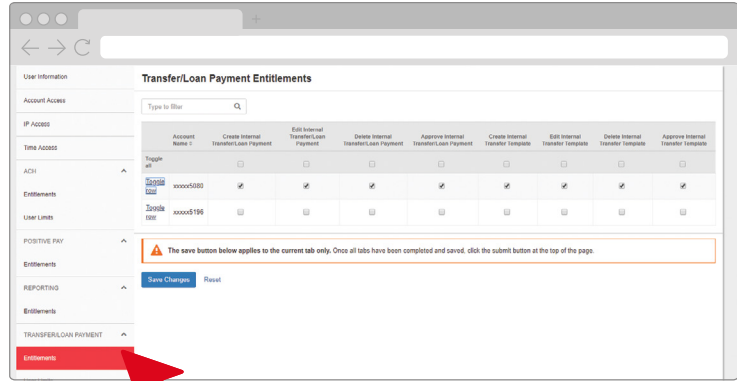 User Information
Account Access
IP Access
Time Access
ACH
Entitlements
User Limits
POSITIVE PAY
Entitlements
REPORTING
Entitlements
TRANSFER/LOAN PAYMENT
Entitlements
Transfer/Loan Payment Entitlements
Type to filter
Account Name
Create Internal Transfer/Loan Payment
Edit Internal Transfer/Loan Payment
Delete Internal Transfer/Loan Payment
Approve Internal Transfer/Loan Payment
Create Internal Transfer Template
Edit Internal Transfer Template
Delete Internal Transfer Template
Approve Internal Transfer Template
Toggle all
Toggle row xxxxx5080
Toggle row xxxxx5196
The save button below applies to the current tab only. Once all tabs have been completed and saved, click the submit button at the top of the page.
Save Changes Reset